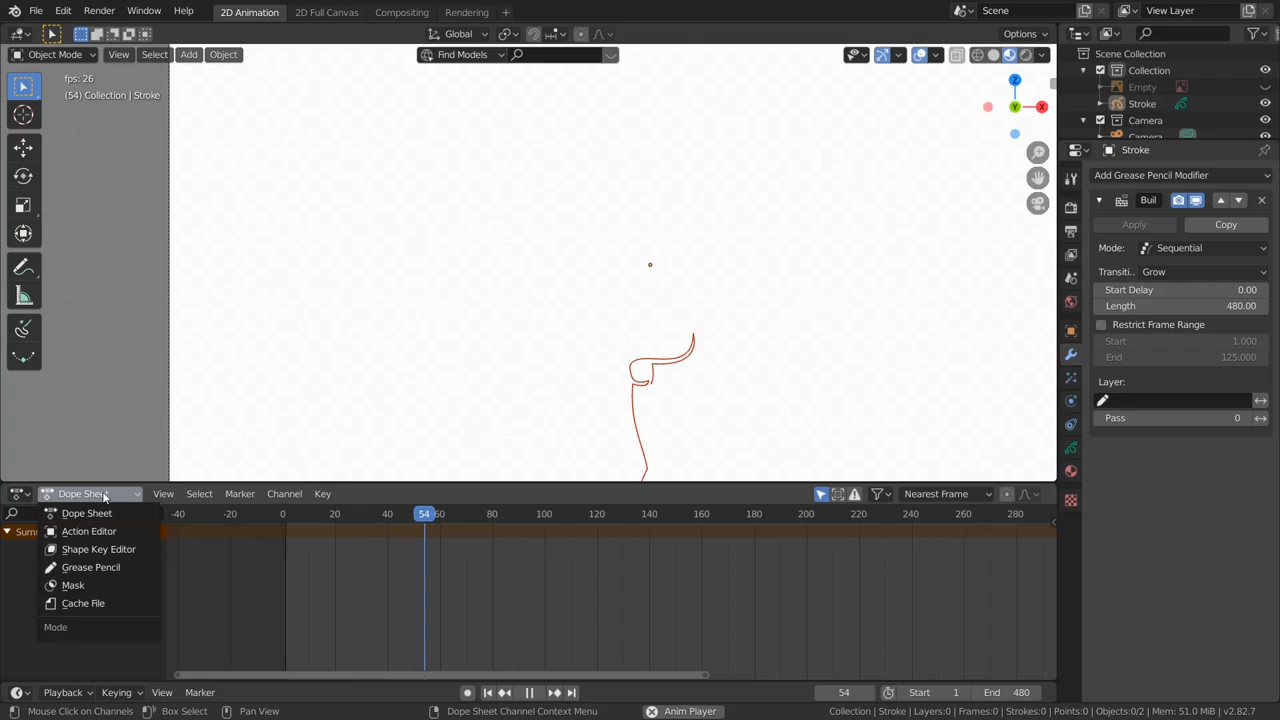 File Edit Render Window Help 2D Animation 2D Full Canvas Compositing Rendering + Scene View Layer
Global Options
Object Mode View Select Add Object Find Models
fps: 26
(54) Collection | Stroke
Z
Y X
Scene Collection
Collection
Empty
Stroke
Camera
Camera
Stroke
Add Grease Pencil Modifier
Buil
Apply Copy
Mode: Sequential
Transiti.. Grow
Start Delay 0.00
Length 480.00
Restrict Frame Range
Start 1.000
End 125.000
Layer:
Pass 0
Dope Sheet View Select Marker Channel Key Nearest Frame
-40 -20 0 20 40 54 60 80 100 120 140 160 180 200 220 240 260 280
Dope Sheet
Action Editor
Shape Key Editor
Grease Pencil
Mask
Cache File
Mode
Playback Keying View Marker 54 Start 1 End 480
Mouse Click on Channels Box Select Pan View Dope Sheet Channel Context Menu Anim Player Collection | Stroke | Layers:0 | Frames:0 | Strokes:0 | Points:0 | Objects:0/2 | Mem: 51.0 MiB | v2.82.7